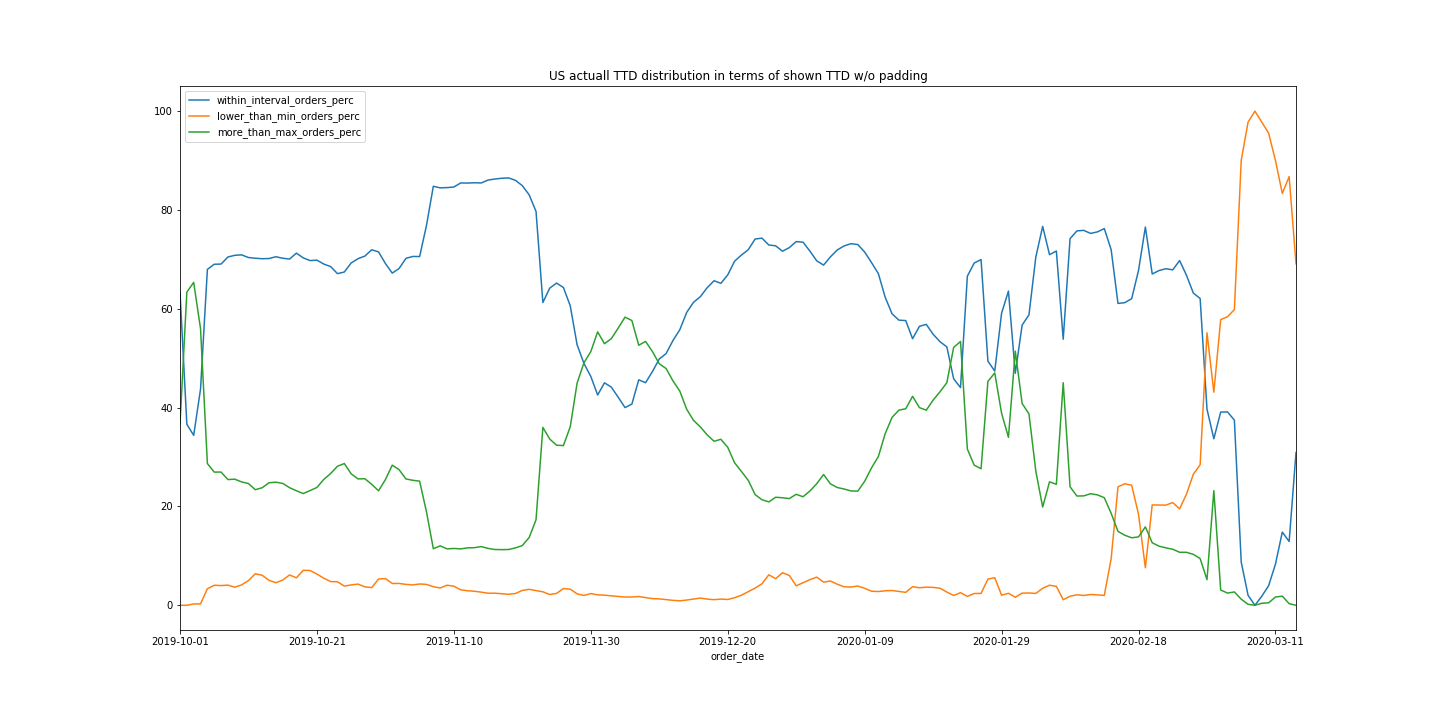 US actuall TTD distribution in terms of shown TTD w/o padding
within_interval_orders_perc
lower_than_min_orders_perc
more_than_max_orders_perc
100
80
60
40
20
0
2019-10-01 2019-10-21 2019-11-10 2019-11-30 2019-12-20 2020-01-09 2020-01-29 2020-02-18 2020-03-11
order_date